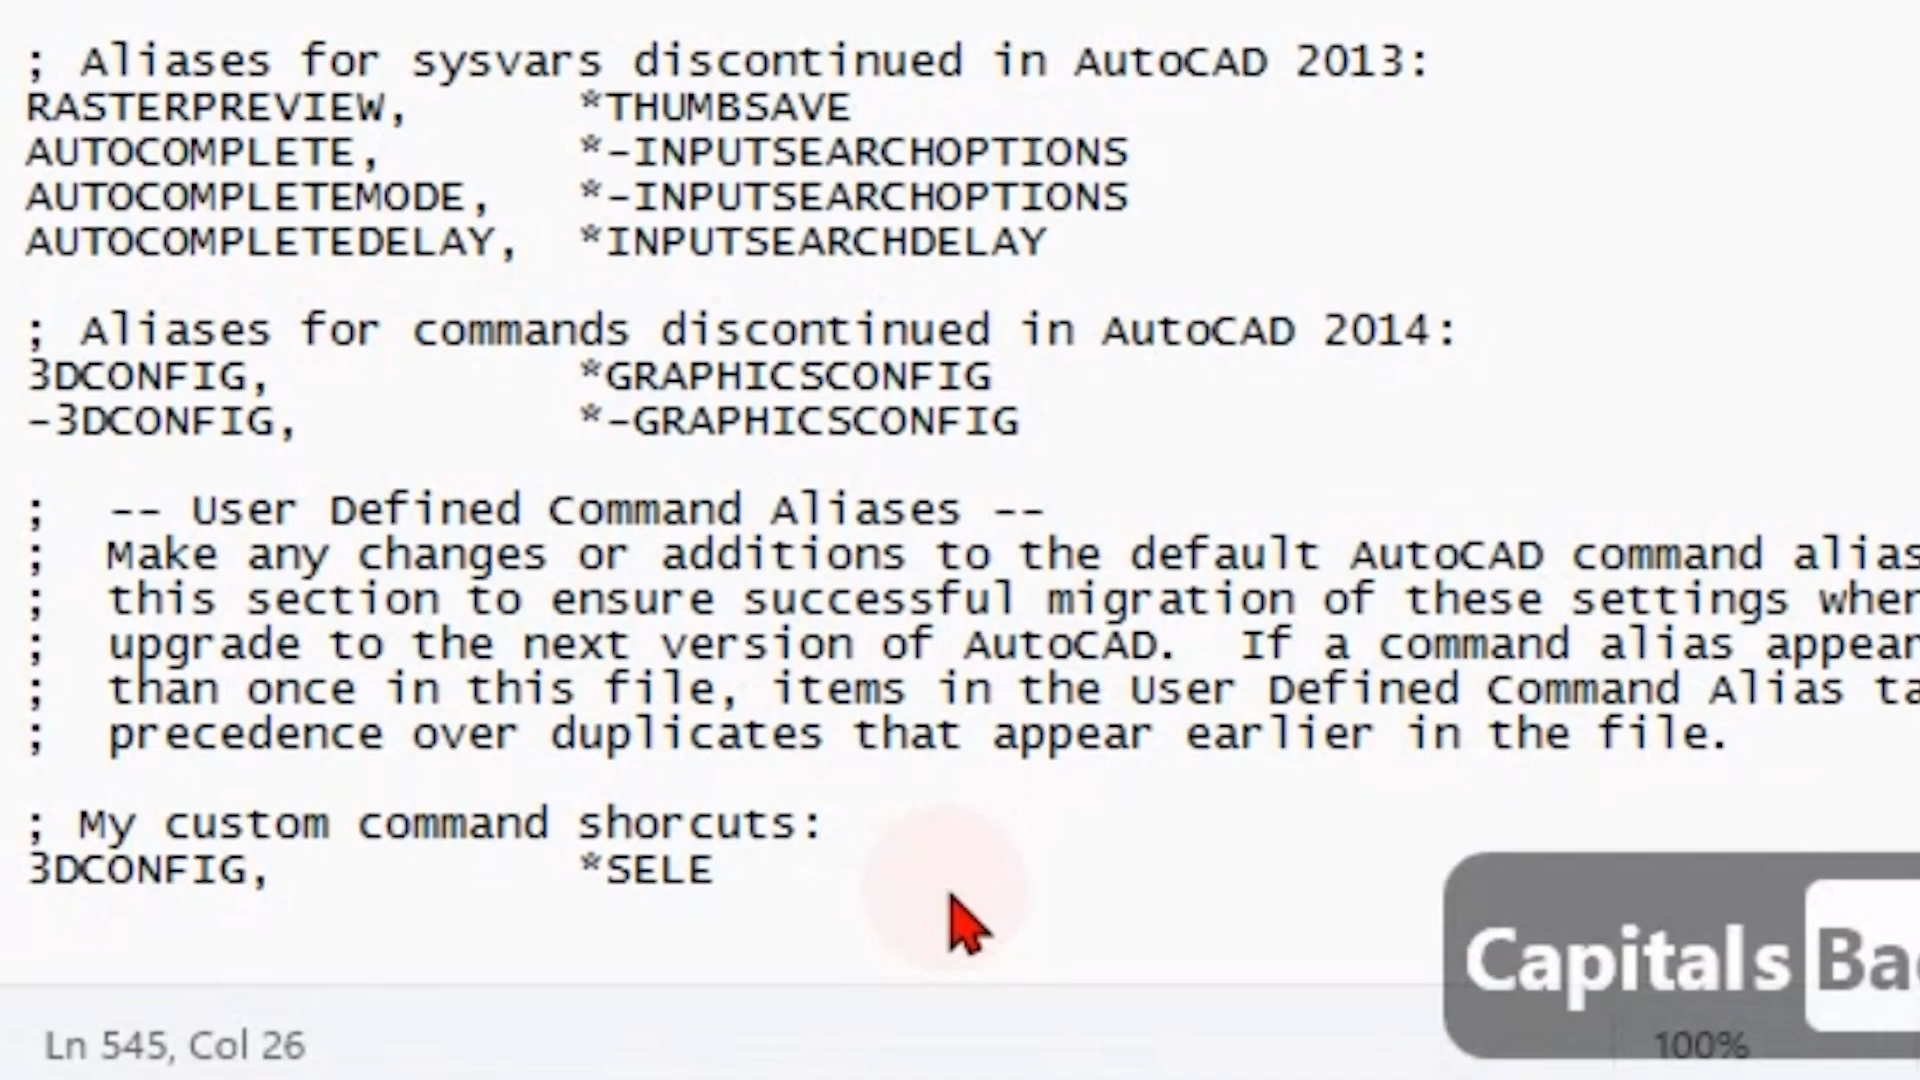 ; Aliases for sysvars discontinued in AutoCAD 2013:
RASTERPREVIEW, *THUMBSAVE
AUTOCOMPLETE, *-INPUTSEARCHOPTIONS
AUTOCOMPLETEMODE, *-INPUTSEARCHOPTIONS
AUTOCOMPLETEDELAY, *INPUTSEARCHDELAY
; Aliases for commands discontinued in AutoCAD 2014:
3DCONFIG, *GRAPHICSCONFIG
-3DCONFIG, *-GRAPHICSCONFIG
; -- User Defined Command Aliases --
; Make any changes or additions to the default AutoCAD command alias
; this section to ensure successful migration of these settings when
; upgrade to the next version of AutoCAD. If a command alias appear
; than once in this file, items in the User Defined Command Alias ta
; precedence over duplicates that appear earlier in the file.
; My custom command shorcuts:
3DCONFIG, *SELE
Capitals
Ln 545, Col 26
100%